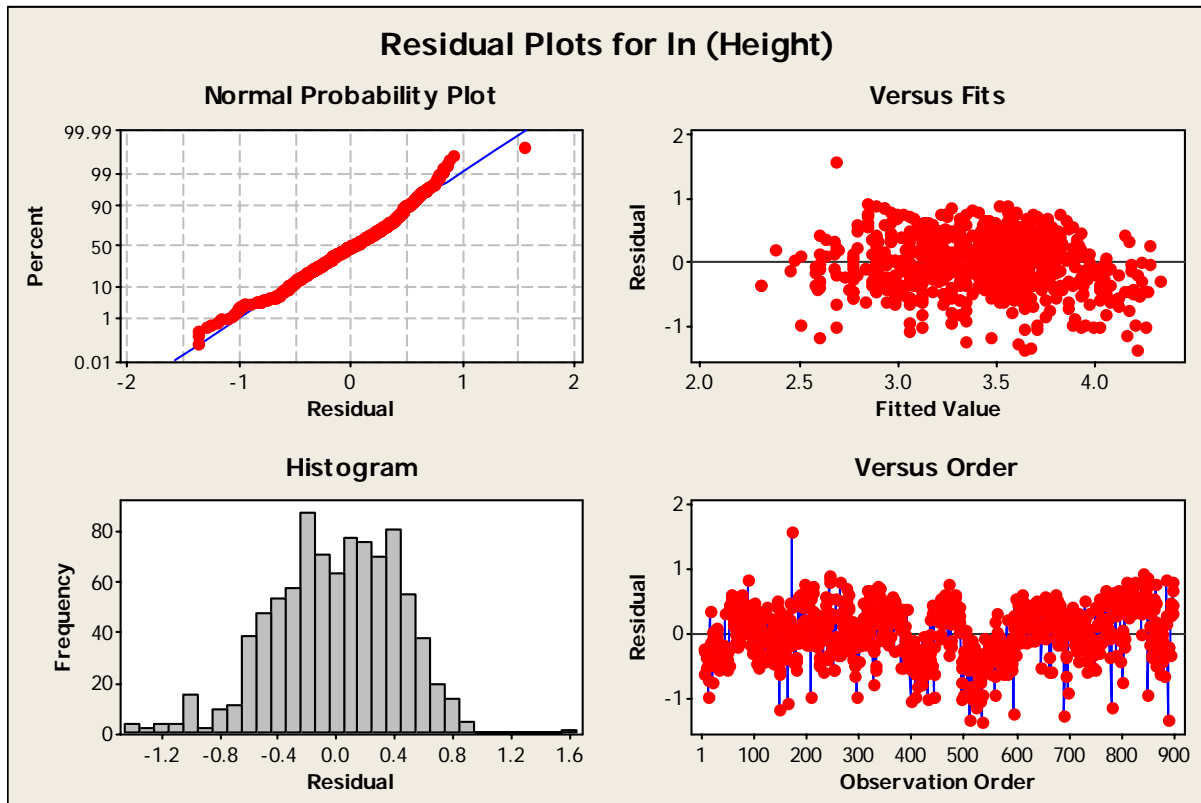 Residual Plots for ln (Height)
Normal Probability Plot
99.99
99
90
50
10
1
0.01
Percent
-2 -1 0 1 2
Residual
Versus Fits
2
1
0
-1
Residual
2.0 2.5 3.0 3.5 4.0
Fitted Value
Histogram
80
60
40
20
0
Frequency
-1.2 -0.8 -0.4 0.0 0.4 0.8 1.2 1.6
Residual
Versus Order
2
1
0
-1
Residual
1 100 200 300 400 500 600 700 800 900
Observation Order